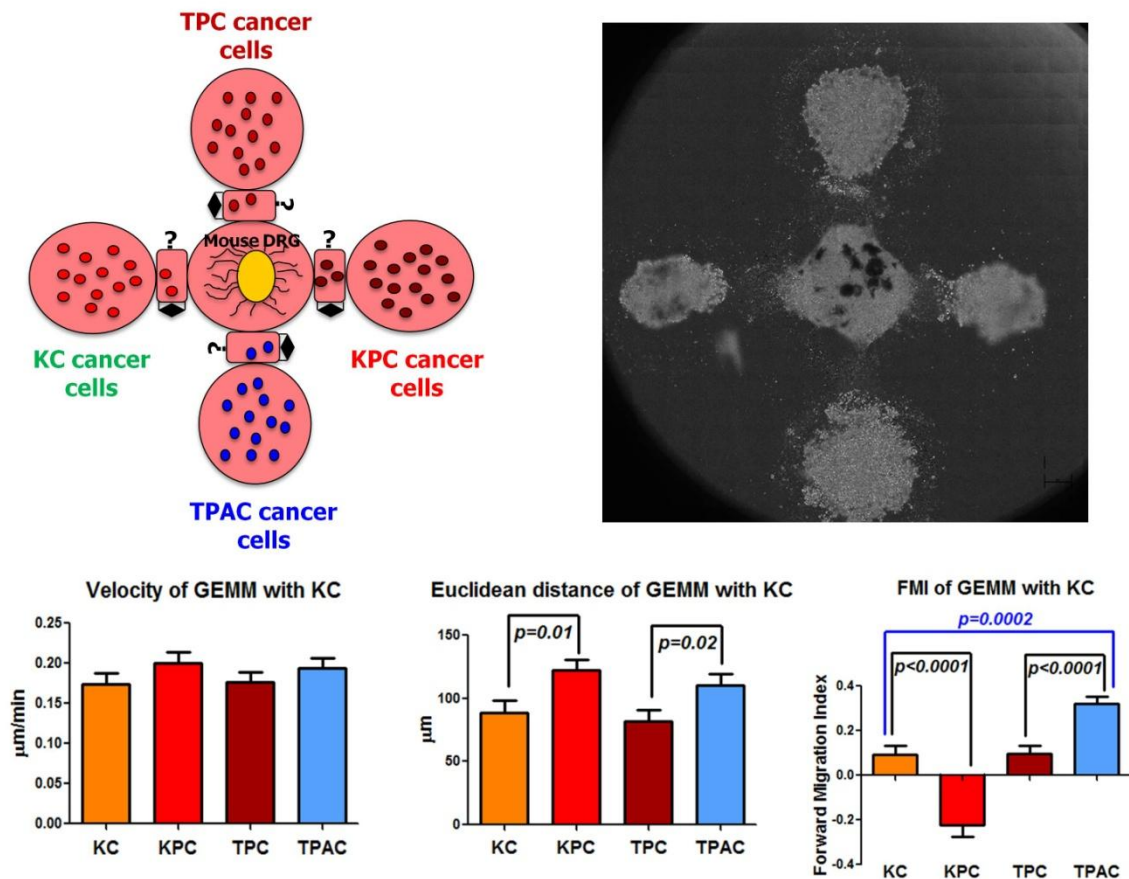 TPC cancer
cells
?
?
Mouse DRG
?
?
KC cancer
cells
KPC cancer
cells
TPAC cancer
cells
Velocity of GEMM with KC
µm/min
0.25
0.20
0.15
0.10
0.05
0.00
KC KPC TPC TPAC
Euclidean distance of GEMM with KC
p=0.01
p=0.02
µm
150
100
50
0
KC KPC TPC TPAC
FMI of GEMM with KC
p=0.0002
p<0.0001
p<0.0001
Forward Migration Index
0.4
0.2
0.0
-0.2
-0.4
KC KPC TPC TPAC